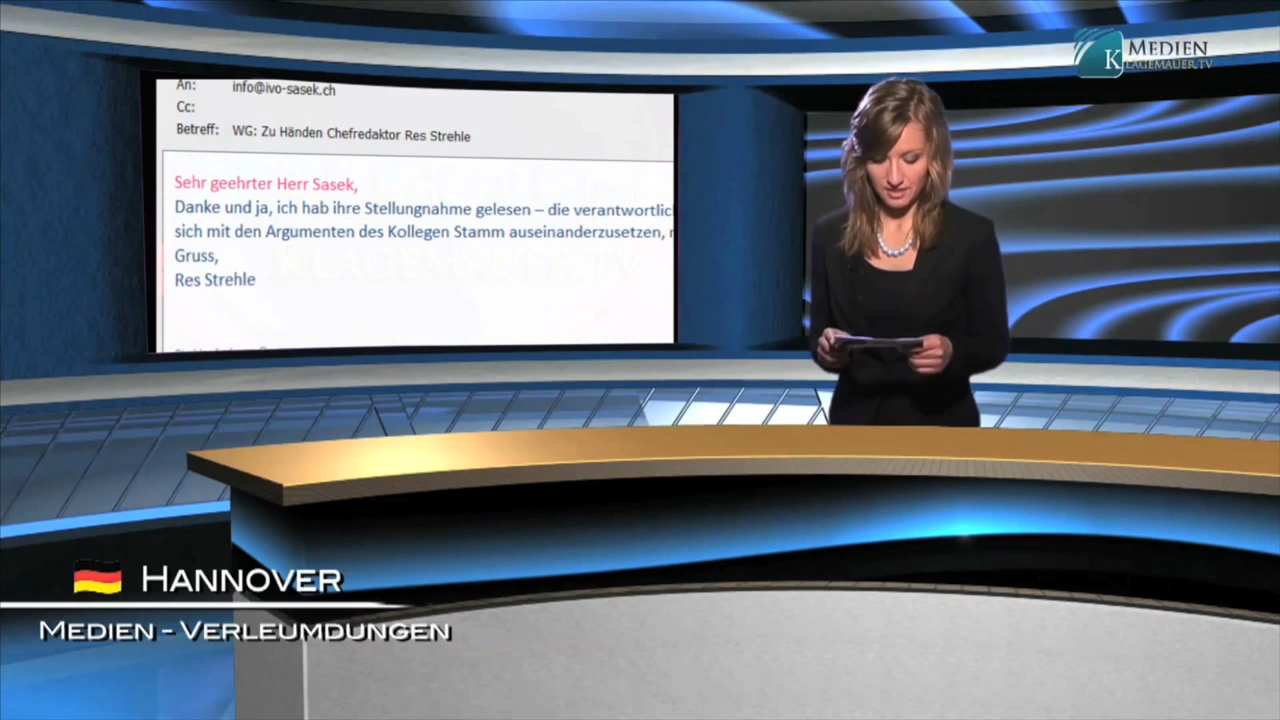 MEDIEN
K
KLAGEMAUER.TV
An: info@ivo-sasek.ch
Cc:
Betreff: WG: Zu Händen Chefredaktor Res Strehle
Sehr geehrter Herr Sasek,
Danke und ja, ich hab ihre Stellungnahme gelesen – die
sich mit den Argumenten des Kollegen Stamm auseinanderzusetzen,
Gruss,
Res Strehle
HANNOVER
MEDIEN - VERLEUMDUNGEN